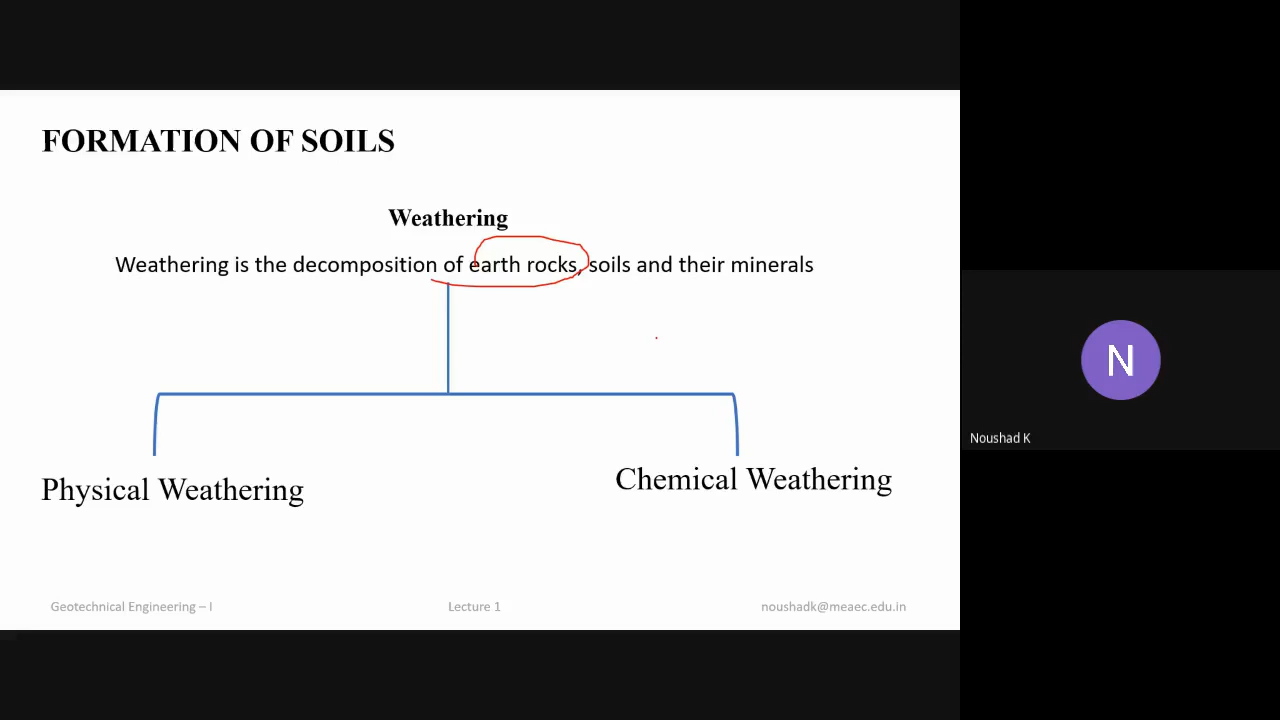 FORMATION OF SOILS
Weathering
Weathering is the decomposition of earth rocks, soils and their minerals
Physical Weathering
Chemical Weathering
Geotechnical Engineering – I
Lecture 1
noushadk@meaec.edu.in
N
Noushad K